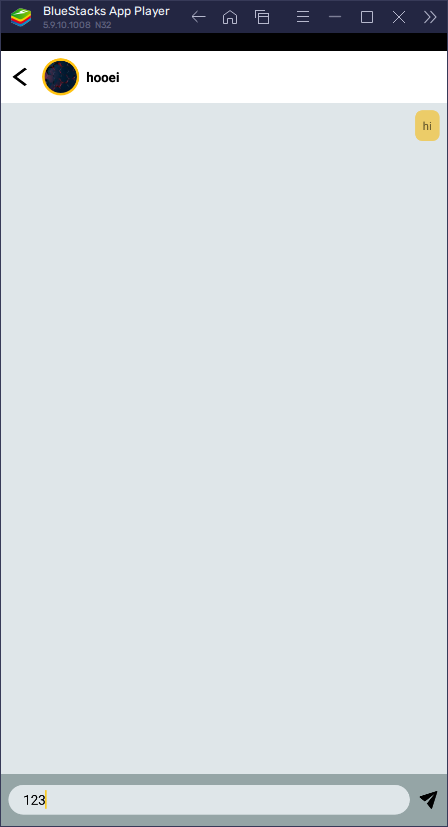 BlueStacks App Player
5.9.10.1008 N32
hooei
hi
123